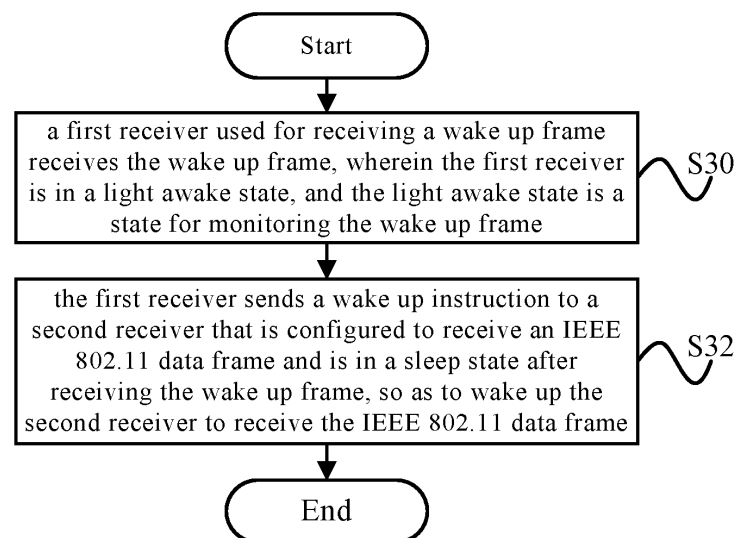 Start
a first receiver used for receiving a wake up frame
receives the wake up frame, wherein the first receiver
is in a light awake state, and the light awake state is a
state for monitoring the wake up frame
S30
the first receiver sends a wake up instruction to a
second receiver that is configured to receive an IEEE
802.11 data frame and is in a sleep state after
receiving the wake up frame, so as to wake up the
second receiver to receive the IEEE 802.11 data frame
S32
End